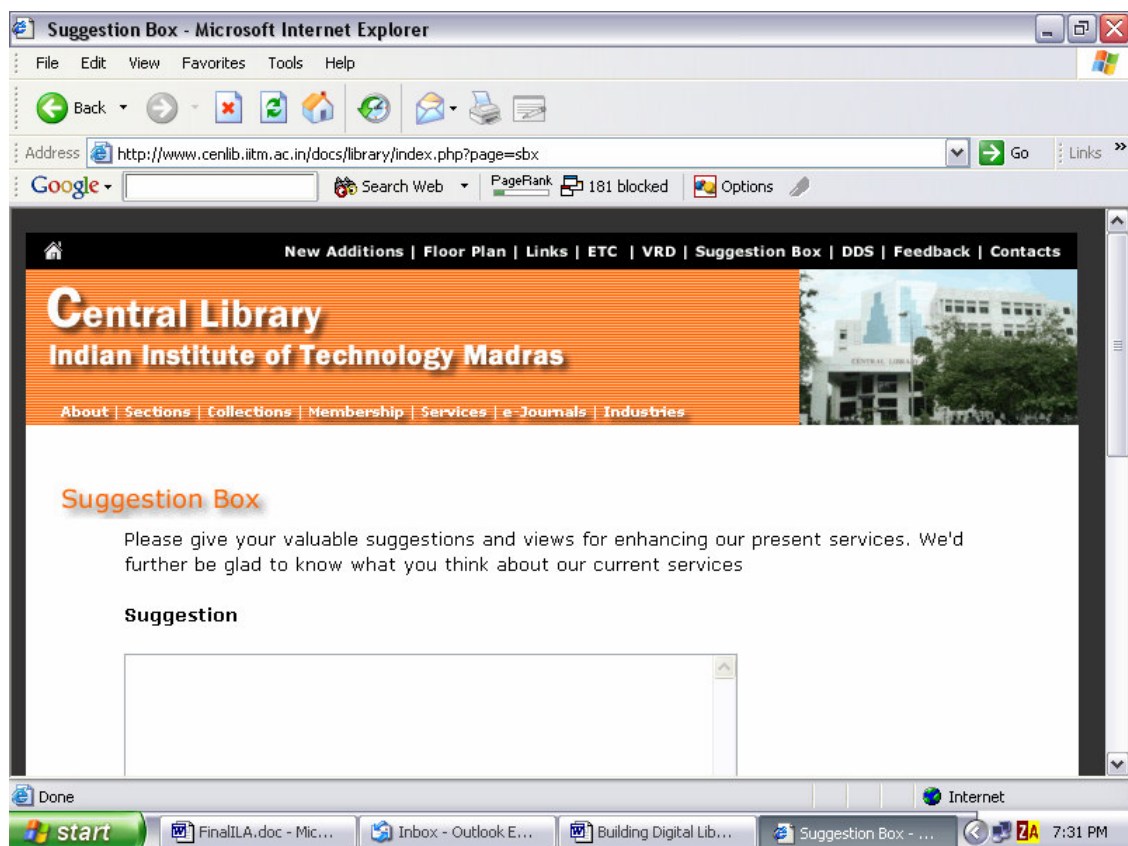 Suggestion Box - Microsoft Internet Explorer
File Edit View Favorites Tools Help
Back
Address http://www.cenlib.iitm.ac.in/docs/library/index.php?page=sbx Go Links »
Google Search Web PageRank 181 blocked Options
New Additions | Floor Plan | Links | ETC | VRD | Suggestion Box | DDS | Feedback | Contacts
Central Library
Indian Institute of Technology Madras
CENTRAL LIBRARY
About | Sections | Collections | Membership | Services | e-Journals | Industries
Suggestion Box
Please give your valuable suggestions and views for enhancing our present services. We'd
further be glad to know what you think about our current services
Suggestion
Done Internet
start FinalILA.doc - Mic... Inbox - Outlook E... Building Digital Lib... Suggestion Box - ... ZA 7:31 PM